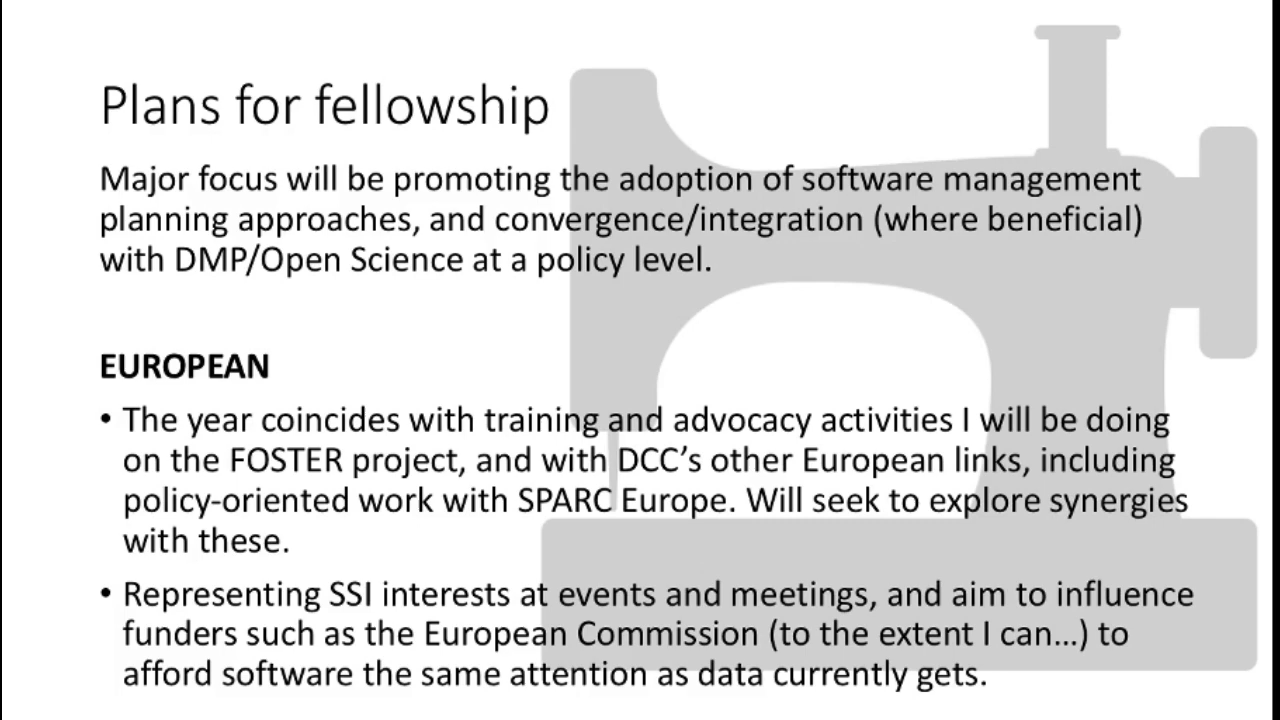 Plans for fellowship
Major focus will be promoting the adoption of software management
planning approaches, and convergence/integration (where beneficial)
with DMP/Open Science at a policy level.
EUROPEAN
• The year coincides with training and advocacy activities I will be doing
on the FOSTER project, and with DCC’s other European links, including
policy-oriented work with SPARC Europe. Will seek to explore synergies
with these.
• Representing SSI interests at events and meetings, and aim to influence
funders such as the European Commission (to the extent I can…) to
afford software the same attention as data currently gets.